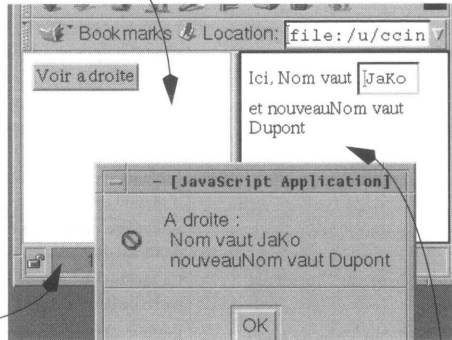 Bookmarks Location: file:/u/ccin
Voir a droite
Ici, Nom vaut JaKo
et nouveauNom vaut
Dupont
- [JavaScript Application]
A droite :
Nom vaut JaKo
nouveauNom vaut Dupont
OK